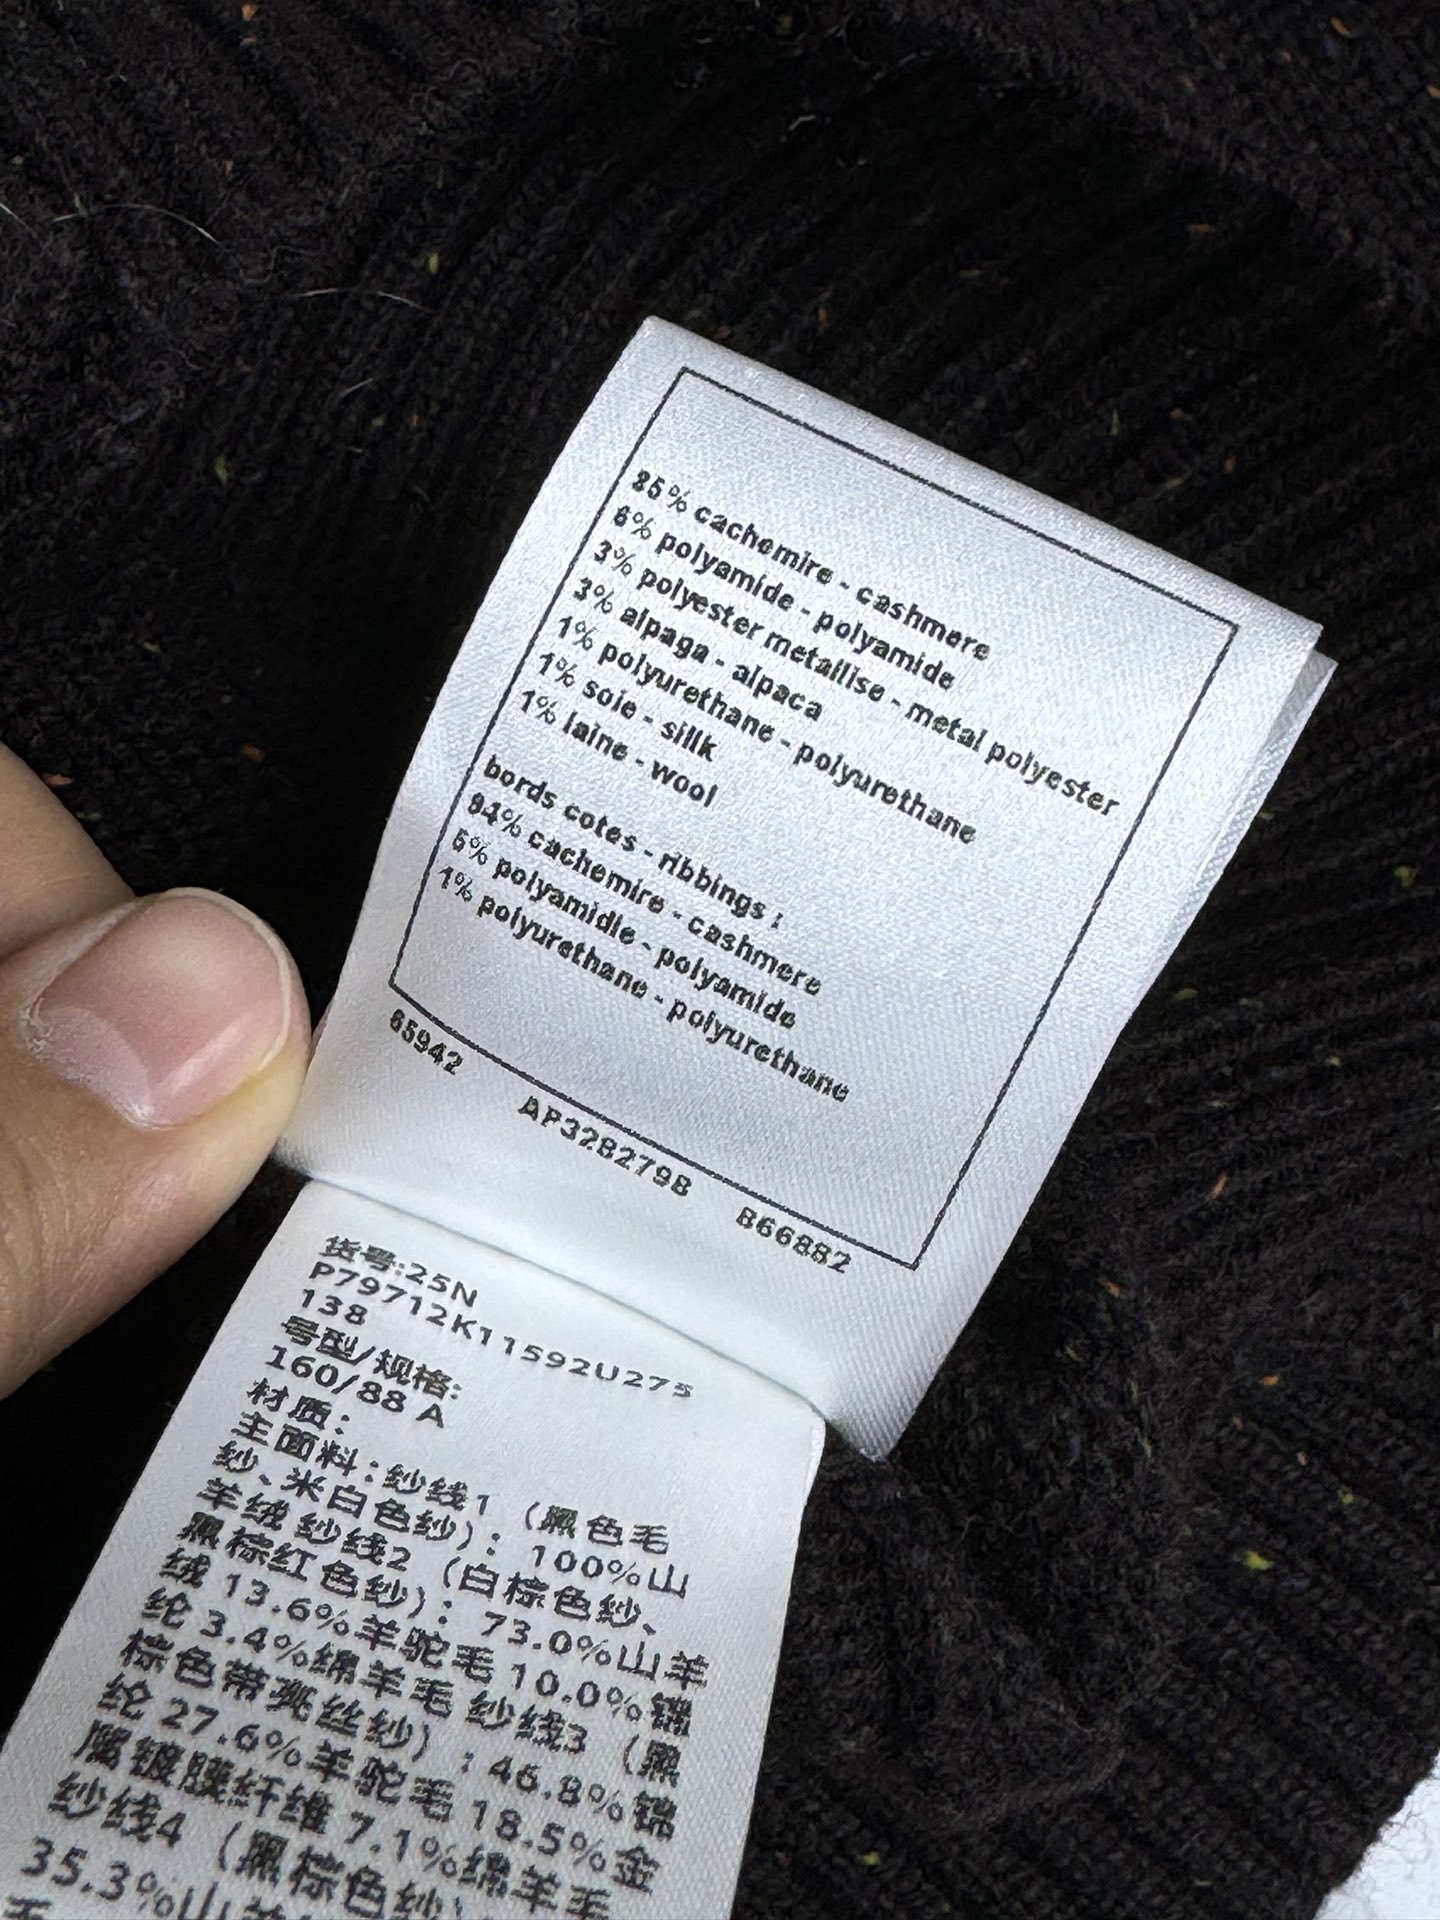 85% cachemire - cashmere
6% polyamide - polyamide
3% polyester metallise - metal polyester
3% alpaga - alpaca
1% polyurethane - polyurethane
1% soie - sillk
1% laine - wool
bords cotes - ribbings :
94% cachemire - cashmere
5% polyamidle - polyamide
1% polyurethane - polyurethane
65942 AP3282798 866882
货号:25N
P79712K11592U275
138
号型/规格:
160/88 A
材质:
主面料:纱线1 (黑色毛
纱、米白色纱): 100%山
羊绒 纱线2 (白棕色纱、
黑棕红色纱): 73.0%山羊
绒 13.6%羊驼毛 10.0%锦
纶 3.4%绵羊毛 纱线3 (黑
棕色带亮丝纱) : 46.8%锦
纶 27.6%羊驼毛 18.5%金
属镀膜纤维 7.1%绵羊毛
纱线4 (黑棕色纱)
35.3%山羊